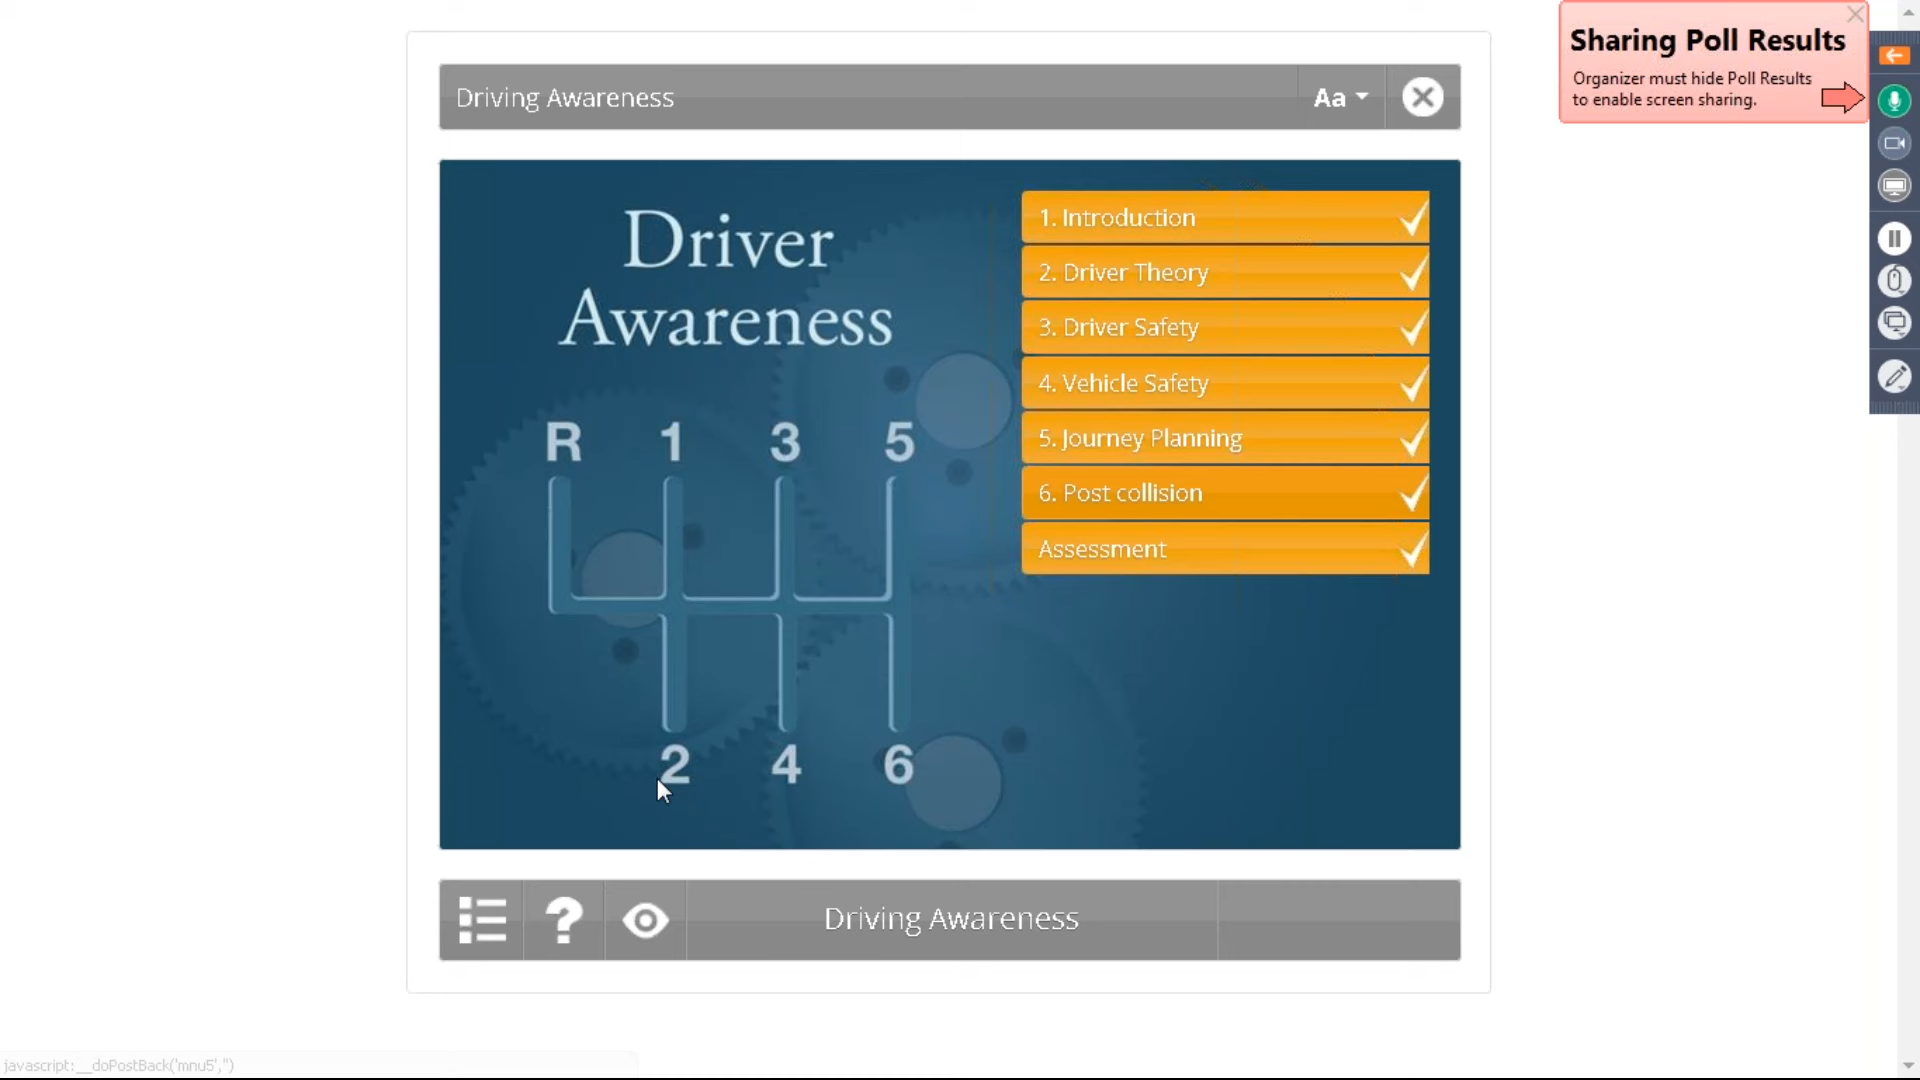 Sharing Poll Results
Organizer must hide Poll Results
to enable screen sharing.
Driving Awareness
Aa
Driver
Awareness
R 1 3 5
2 4 6
1. Introduction
2. Driver Theory
3. Driver Safety
4. Vehicle Safety
5. Journey Planning
6. Post collision
Assessment
?
Driving Awareness
javascript:__doPostBack('mnu5','')